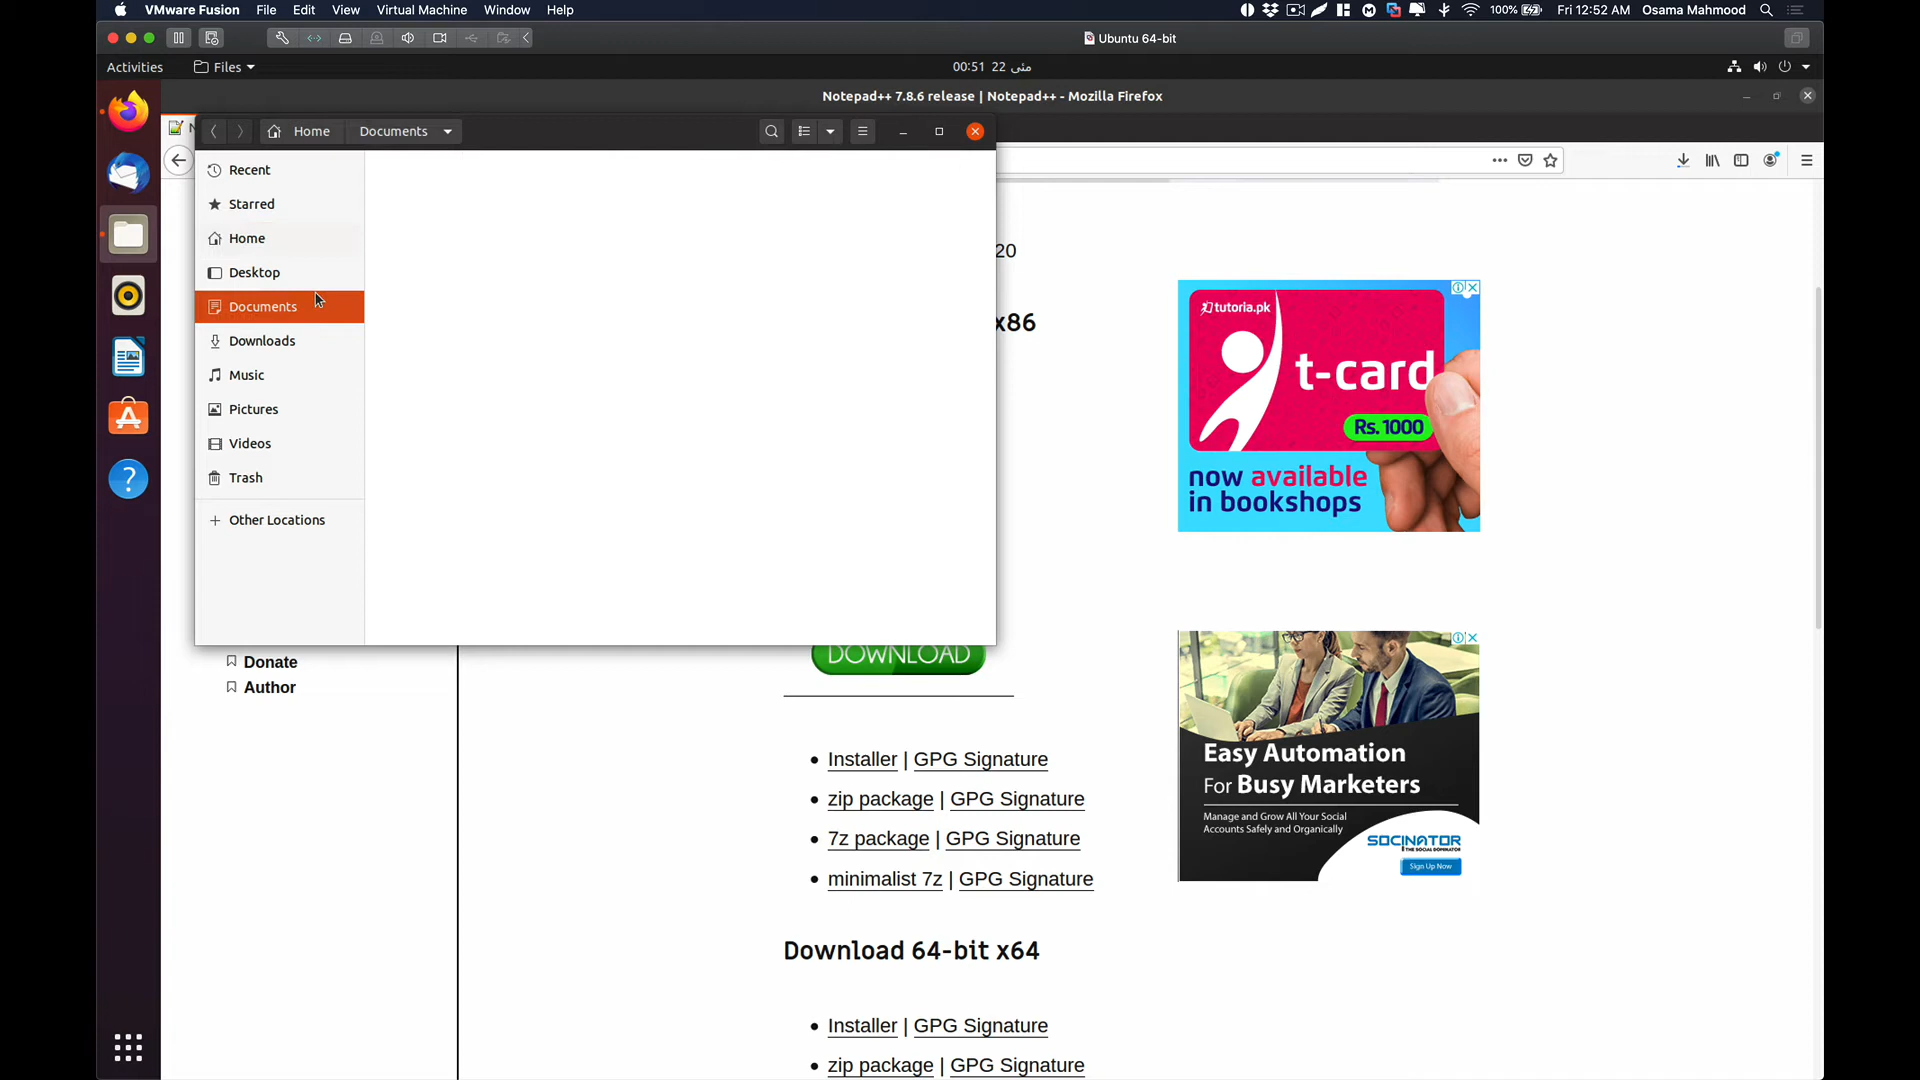 VMware Fusion File Edit View Virtual Machine Window Help 100% Fri 12:52 AM Osama Mahmood
Ubuntu 64-bit
Activities Files 00:51 22 مئی
Notepad++ 7.8.6 release | Notepad++ - Mozilla Firefox
Home Documents
Recent
Starred
Home
Desktop
Documents
Downloads
Music
Pictures
Videos
Trash
+ Other Locations
20
x86
Donate
Author
DOWNLOAD
Installer | GPG Signature
zip package | GPG Signature
7z package | GPG Signature
minimalist 7z | GPG Signature
Download 64-bit x64
Installer | GPG Signature
zip package | GPG Signature
tutoria.pk
t-card
Rs. 1000
now available
in bookshops
Easy Automation
For Busy Marketers
Manage and Grow All Your Social
Accounts Safely and Organically
SOCINATOR
THE SOCIAL DOMINATOR
Sign Up Now